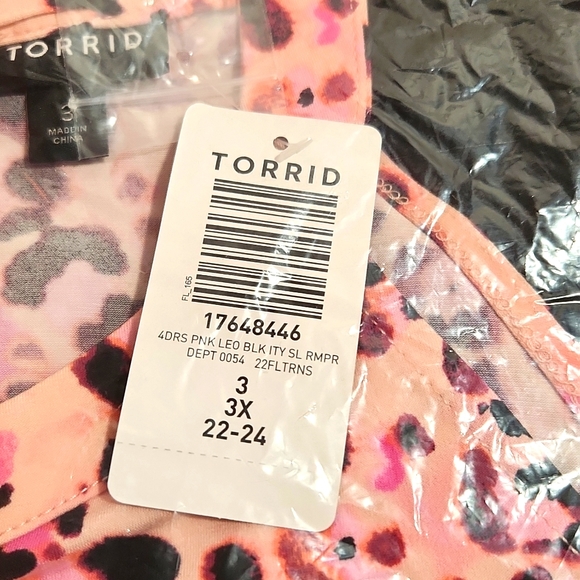 TORRID
3
MADE IN
CHINA
TORRID
FL_165
17648446
4DRS PNK LEO BLK ITY SL RMPR
DEPT 0054 22FLTRNS
3
3X
22-24